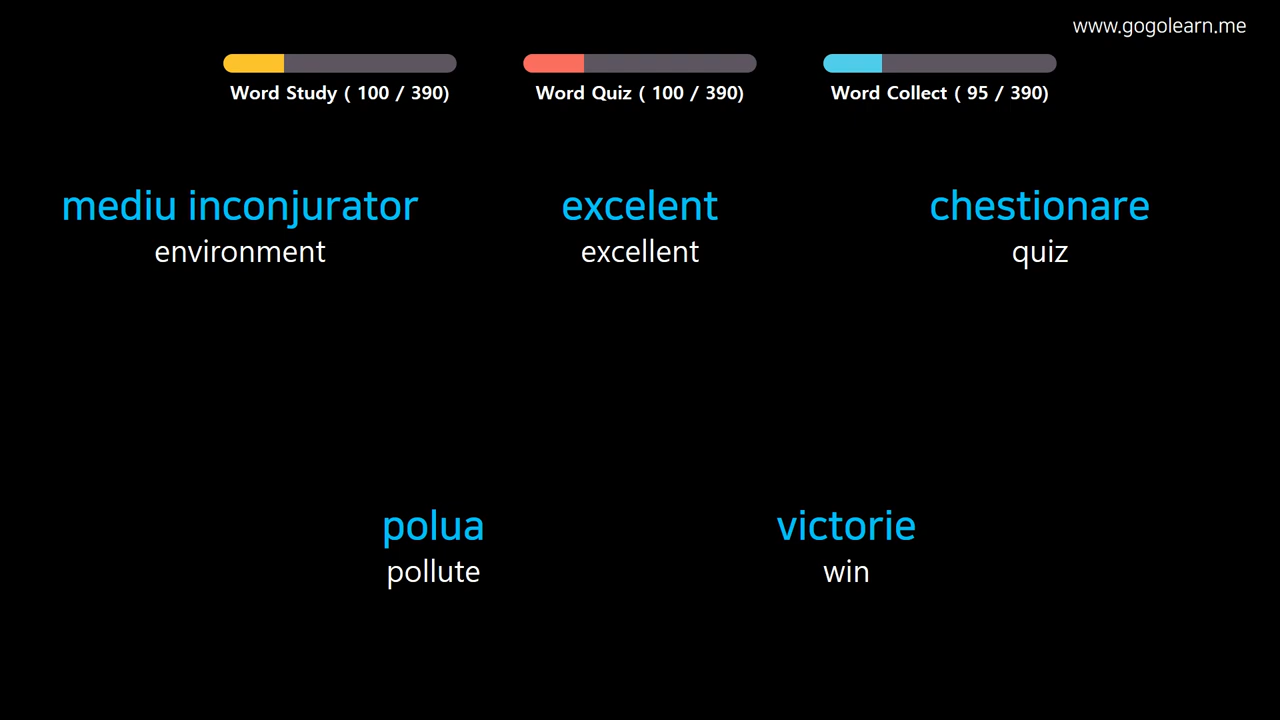 www.gogolearn.me
Word Study ( 100 / 390)
Word Quiz ( 100 / 390)
Word Collect ( 95 / 390)
mediu inconjurator
environment
excelent
excellent
chestionare
quiz
polua
pollute
victorie
win